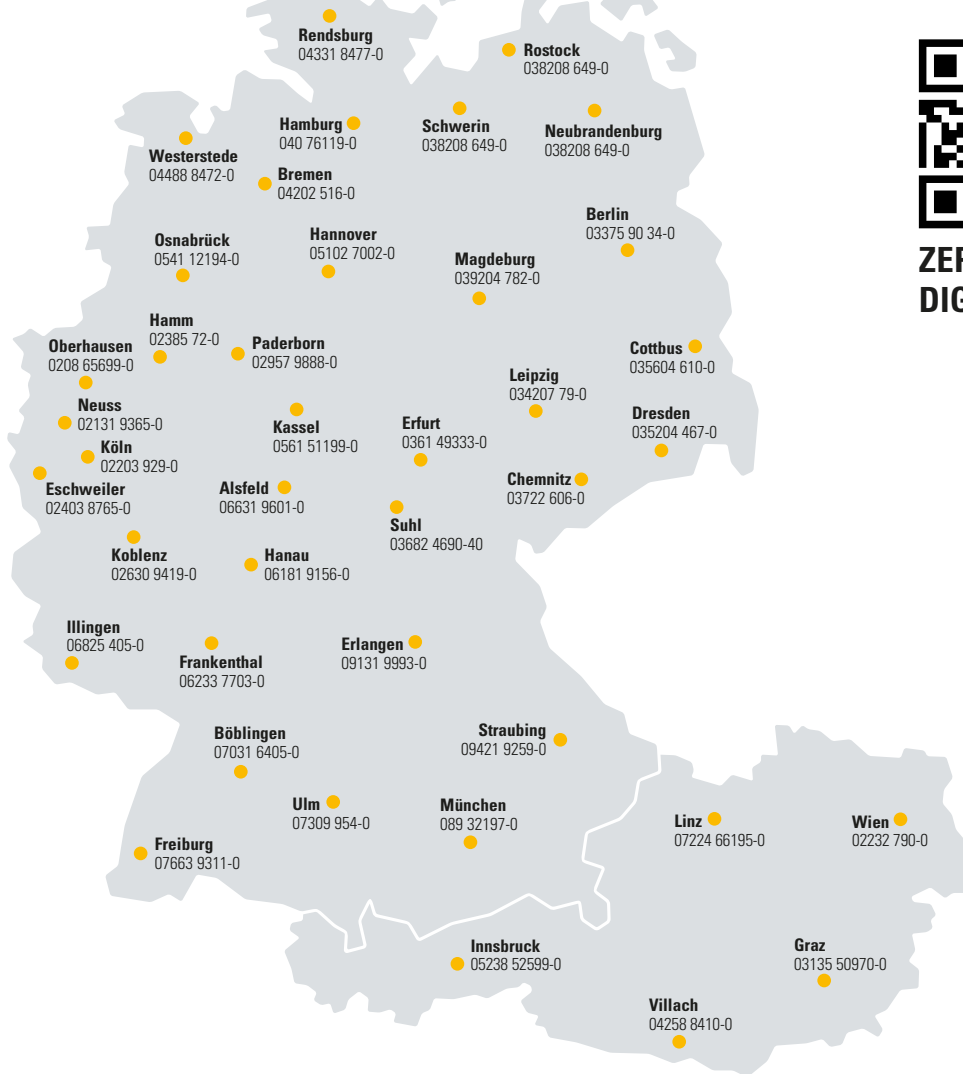 Rendsburg
04331 8477-0
Rostock
038208 649-0
Hamburg
040 76119-0
Schwerin
038208 649-0
Neubrandenburg
038208 649-0
Westerstede
04488 8472-0
Bremen
04202 516-0
Berlin
03375 90 34-0
Osnabrück
0541 12194-0
Hannover
05102 7002-0
Magdeburg
039204 782-0
ZER
DIG
Hamm
02385 72-0
Oberhausen
0208 65699-0
Paderborn
02957 9888-0
Cottbus
035604 610-0
Leipzig
034207 79-0
Neuss
02131 9365-0
Kassel
0561 51199-0
Erfurt
0361 49333-0
Dresden
035204 467-0
Köln
02203 929-0
Eschweiler
02403 8765-0
Alsfeld
06631 9601-0
Chemnitz
03722 606-0
Suhl
03682 4690-40
Koblenz
02630 9419-0
Hanau
06181 9156-0
Illingen
06825 405-0
Frankenthal
06233 7703-0
Erlangen
09131 9993-0
Böblingen
07031 6405-0
Straubing
09421 9259-0
Ulm
07309 954-0
München
089 32197-0
Linz
07224 66195-0
Wien
02232 790-0
Freiburg
07663 9311-0
Innsbruck
05238 52599-0
Graz
03135 50970-0
Villach
04258 8410-0